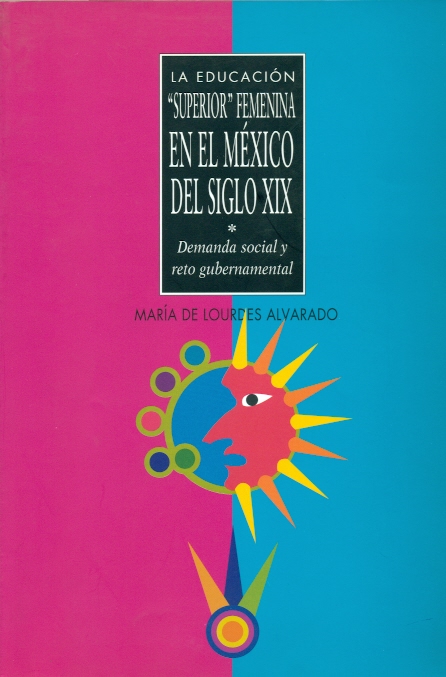 LA EDUCACIÓN
"SUPERIOR" FEMENINA
EN EL MÉXICO
DEL SIGLO XIX
*
Demanda social y
reto gubernamental
MARÍA DE LOURDES ALVARADO